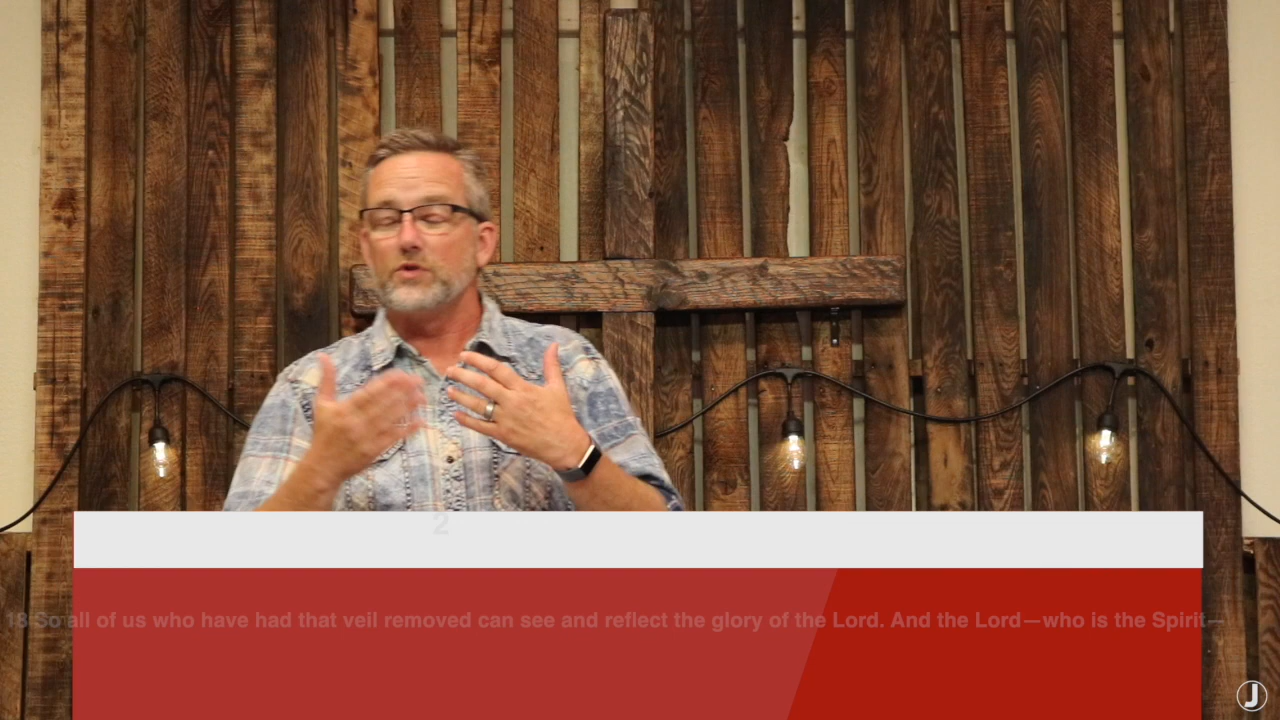 2
18 So all of us who have had that veil removed can see and reflect the glory of the Lord. And the Lord—who is the Spirit—
J